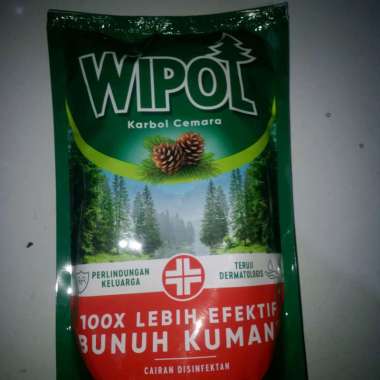 WIPOL
Karbol Cemara
PERLINDUNGAN
KELUARGA
TERUJI
DERMATOLOGIS
100X LEBIH EFEKTIF
BUNUH KUMAN
CAIRAN DISINFEKTAN